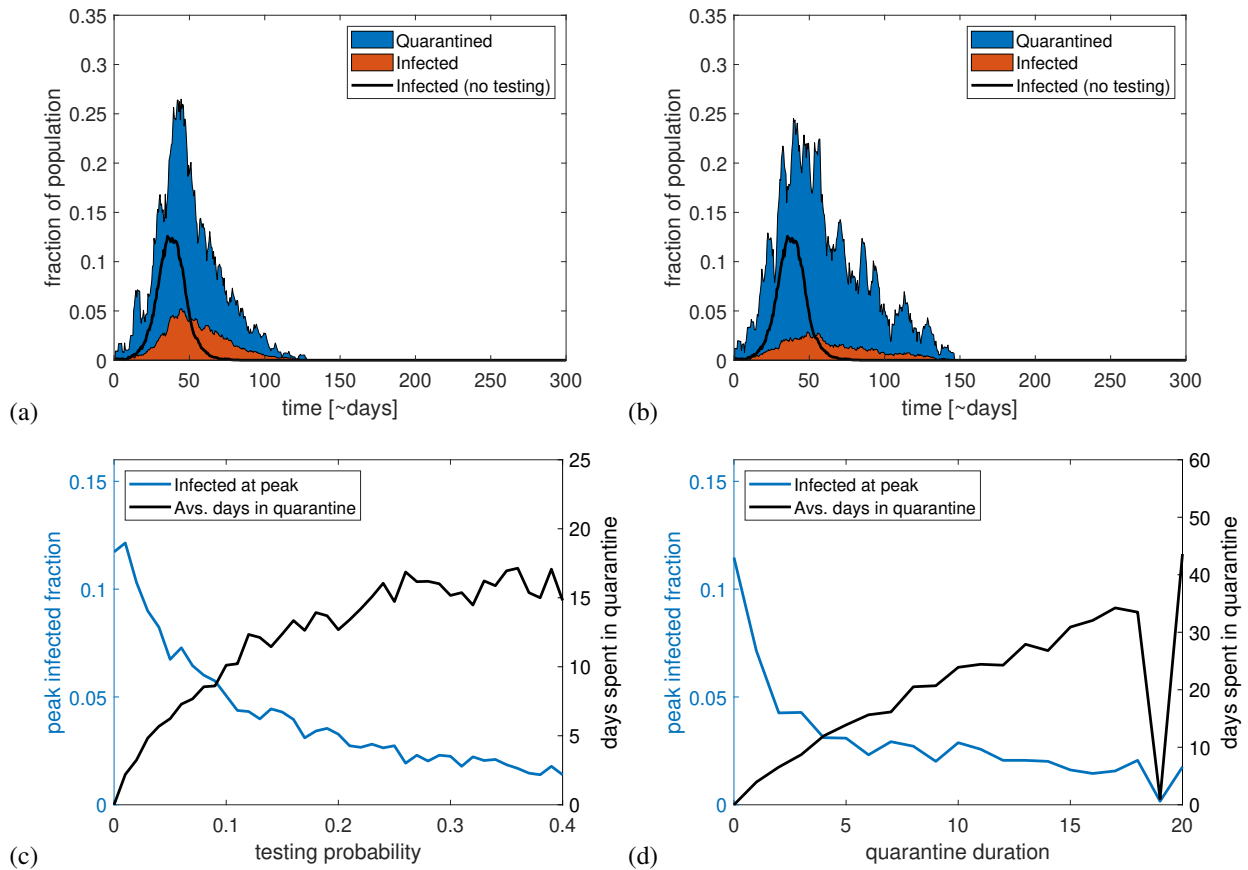 0.35
0.3
0.25
0.2
0.15
0.1
0.05
0
fraction of population
Quarantined
Infected
Infected (no testing)
0 50 100 150 200 250 300
time [~days]
(a)
0.35
0.3
0.25
0.2
0.15
0.1
0.05
0
fraction of population
Quarantined
Infected
Infected (no testing)
0 50 100 150 200 250 300
time [~days]
(b)
0.15
0.1
0.05
0
peak infected fraction
Infected at peak
Avs. days in quarantine
25
20
15
10
5
0
days spent in quarantine
0 0.1 0.2 0.3 0.4
testing probability
(c)
0.15
0.1
0.05
0
peak infected fraction
Infected at peak
Avs. days in quarantine
60
50
40
30
20
10
0
days spent in quarantine
0 5 10 15 20
quarantine duration
(d)